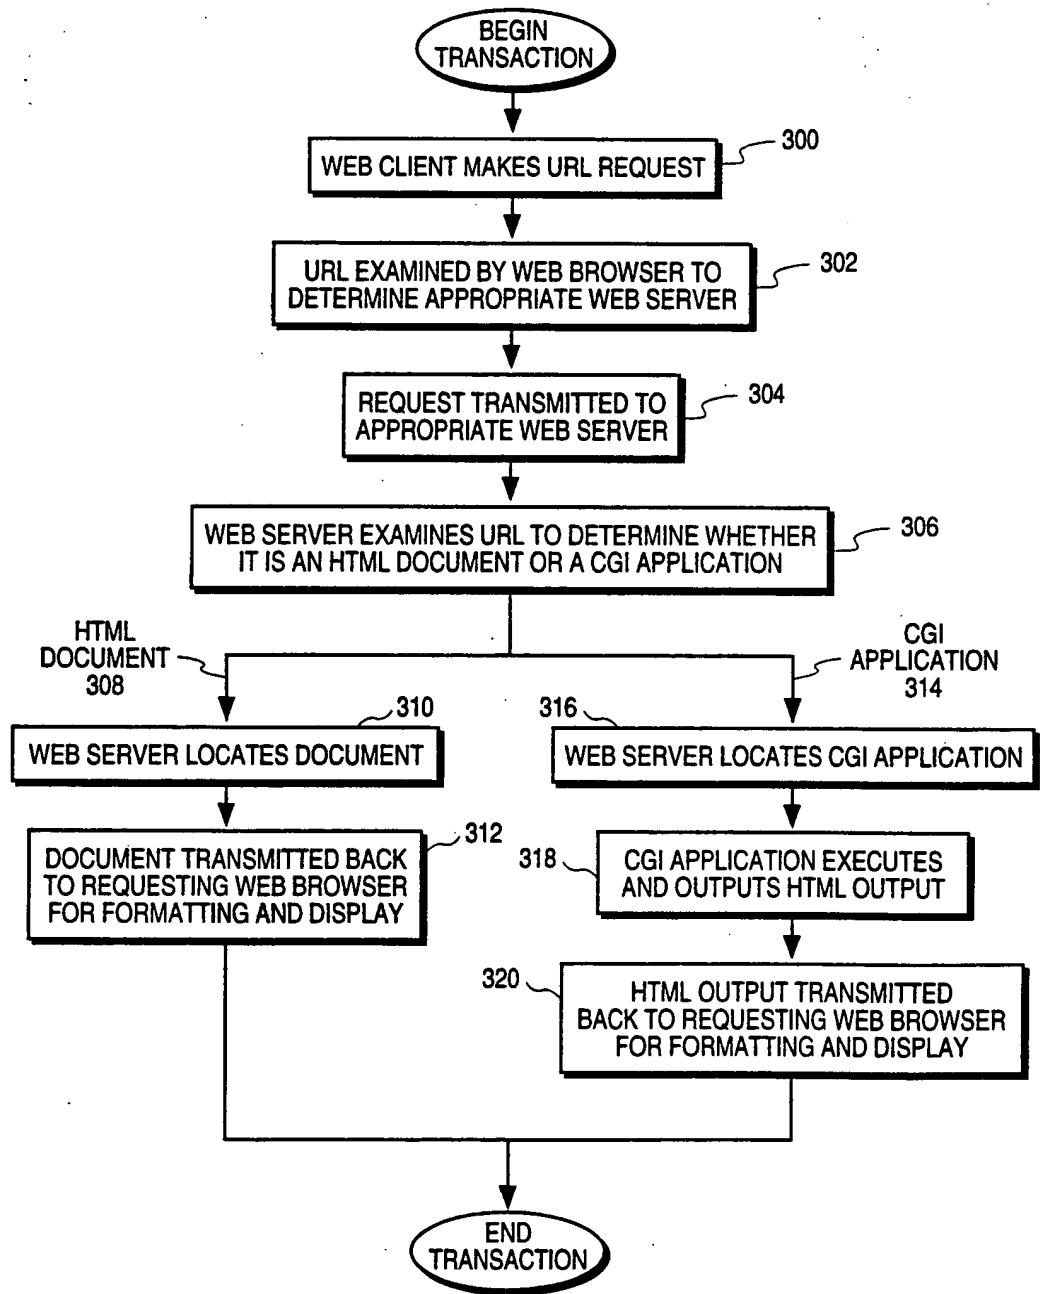 BEGIN
TRANSACTION
300
WEB CLIENT MAKES URL REQUEST
302
URL EXAMINED BY WEB BROWSER TO
DETERMINE APPROPRIATE WEB SERVER
304
REQUEST TRANSMITTED TO
APPROPRIATE WEB SERVER
306
WEB SERVER EXAMINES URL TO DETERMINE WHETHER
IT IS AN HTML DOCUMENT OR A CGI APPLICATION
HTML
DOCUMENT
308
CGI
APPLICATION
314
310
WEB SERVER LOCATES DOCUMENT
316
WEB SERVER LOCATES CGI APPLICATION
312
DOCUMENT TRANSMITTED BACK
TO REQUESTING WEB BROWSER
FOR FORMATTING AND DISPLAY
318
CGI APPLICATION EXECUTES
AND OUTPUTS HTML OUTPUT
320
HTML OUTPUT TRANSMITTED
BACK TO REQUESTING WEB BROWSER
FOR FORMATTING AND DISPLAY
END
TRANSACTION